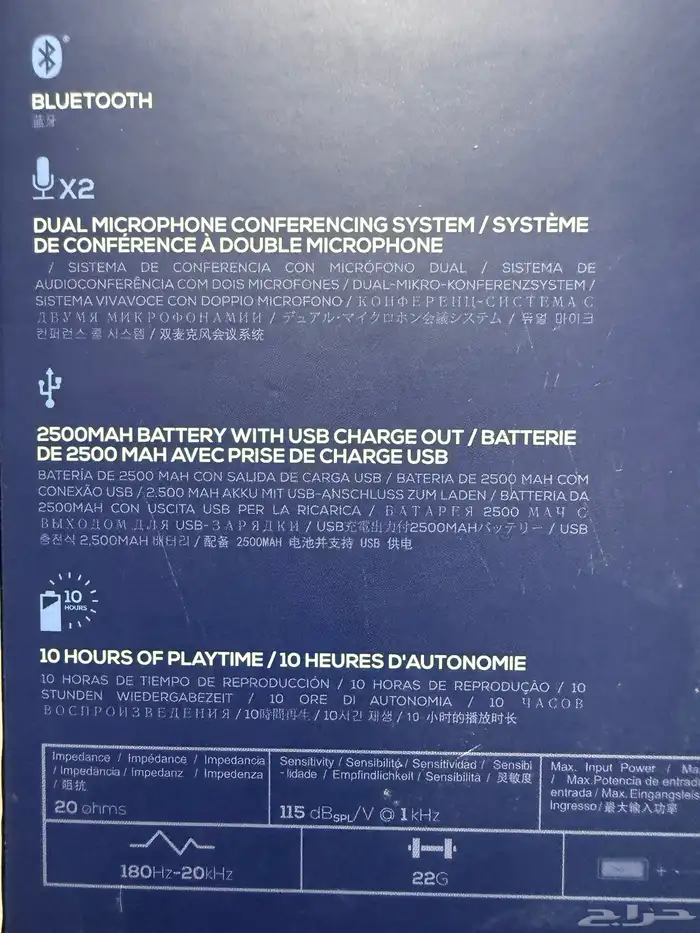 BLUETOOTH
蓝牙
X2
DUAL MICROPHONE CONFERENCING SYSTEM / SYSTÈME
DE CONFÉRENCE À DOUBLE MICROPHONE
/ SISTEMA DE CONFERENCIA CON MICRÓFONO DUAL / SISTEMA DE
AUDIOCONFERÊNCIA COM DOIS MICROFONES / DUAL-MIKRO-KONFERENZSYSTEM /
SISTEMA VIVAVOCE CON DOPPIO MICROFONO / КОНФЕРЕНЦ-СИСТЕМА С
ДВУМЯ МИКРОФОНАМИ / デュアル・マイクロホン会議システム / 듀얼 마이크
컨퍼런스 콜 시스템 / 双麦克风会议系统
2500MAH BATTERY WITH USB CHARGE OUT / BATTERIE
DE 2500 MAH AVEC PRISE DE CHARGE USB
BATERÍA DE 2500 MAH CON SALIDA DE CARGA USB / BATERIA DE 2500 MAH COM
CONEXÃO USB / 2.500 MAH AKKU MIT USB-ANSCHLUSS ZUM LADEN / BATTERIA DA
2500MAH CON USCITA USB PER LA RICARICA / БАТАРЕЯ 2500 МАЧ С
ВЫХОДОМ ДЛЯ USB-ЗАРЯДКИ / USB充電出力付2500MAHバッテリー / USB
충전식 2,500MAH 배터리 / 配备 2500MAH 电池并支持 USB 供电
10
HOURS
10 HOURS OF PLAYTIME / 10 HEURES D'AUTONOMIE
10 HORAS DE TIEMPO DE REPRODUCCIÓN / 10 HORAS DE REPRODUÇÃO / 10
STUNDEN WIEDERGABEZEIT / 10 ORE DI AUTONOMIA / 10 ЧАСОВ
ВОСПРОИЗВЕДЕНИЯ / 10時間再生 / 10시간 재생 / 10 小时的播放时长
Impedance / Impédance / Impedancia
/ Impedância / Impedanz / Impedenza
/ 阻抗
20 ohms
Sensitivity / Sensibilité / Sensitividad / Sensibi
-lidade / Empfindlichkeit / Sensibilità / 灵敏度
115 dBSPL/V @ 1 kHz
Max. Input Power / Ma
/ Max.Potencia de entrad
entrada / Max. Eingangsleis
Ingresso / 最大输入功率
180Hz-20kHz
22G
+
حراج